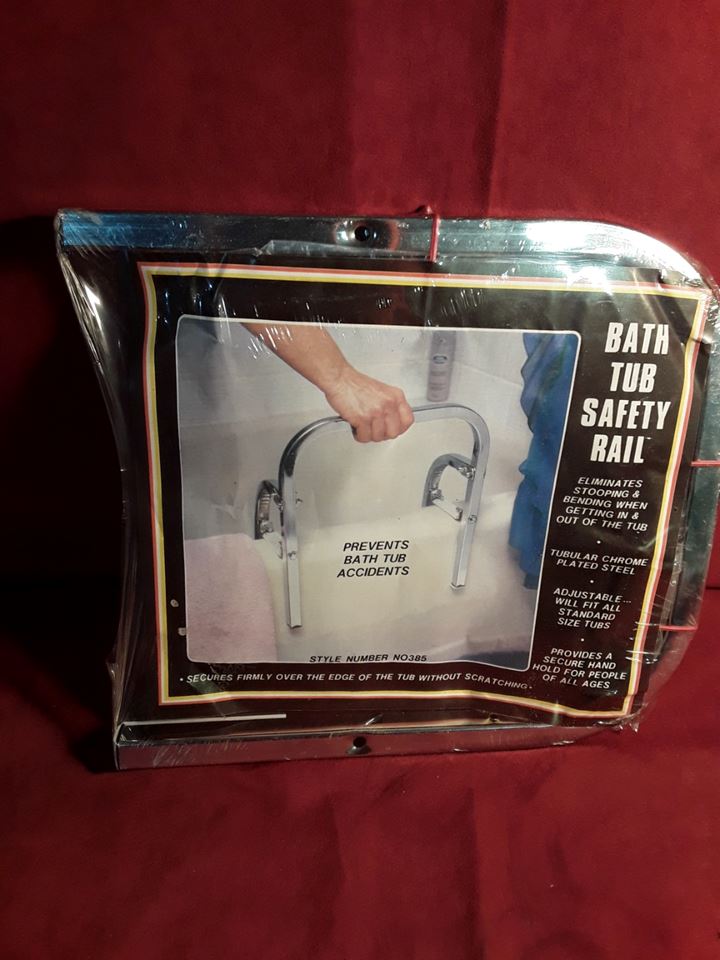 BATH
TUB
SAFETY
RAIL
ELIMINATES
STOOPING &
BENDING WHEN
GETTING IN &
OUT OF THE TUB
•
TUBULAR CHROME
PLATED STEEL
•
ADJUSTABLE...
WILL FIT ALL
STANDARD
SIZE TUBS
•
PROVIDES A
SECURE HAND
HOLD FOR PEOPLE
OF ALL AGES
PREVENTS
BATH TUB
ACCIDENTS
STYLE NUMBER NO385
• SECURES FIRMLY OVER THE EDGE OF THE TUB WITHOUT SCRATCHING •